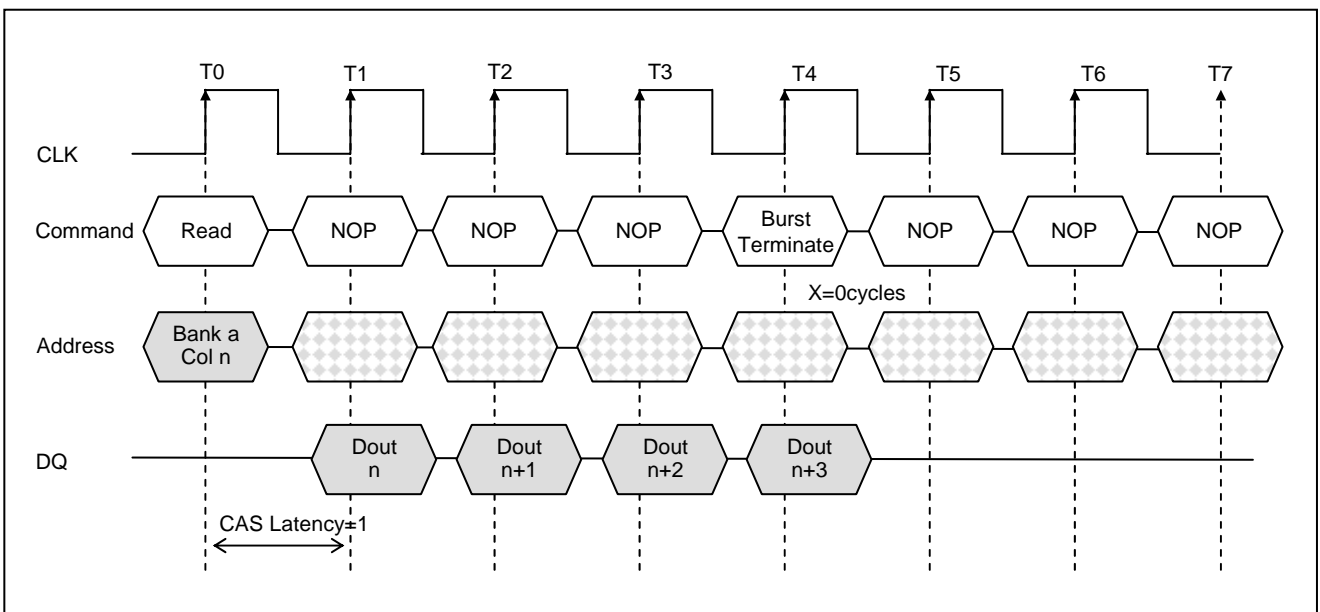 T0 T1 T2 T3 T4 T5 T6 T7
CLK
Command Read NOP NOP NOP Burst Terminate NOP NOP NOP
X=0cycles
Address Bank a Col n
DQ Dout n Dout n+1 Dout n+2 Dout n+3
CAS Latency=1